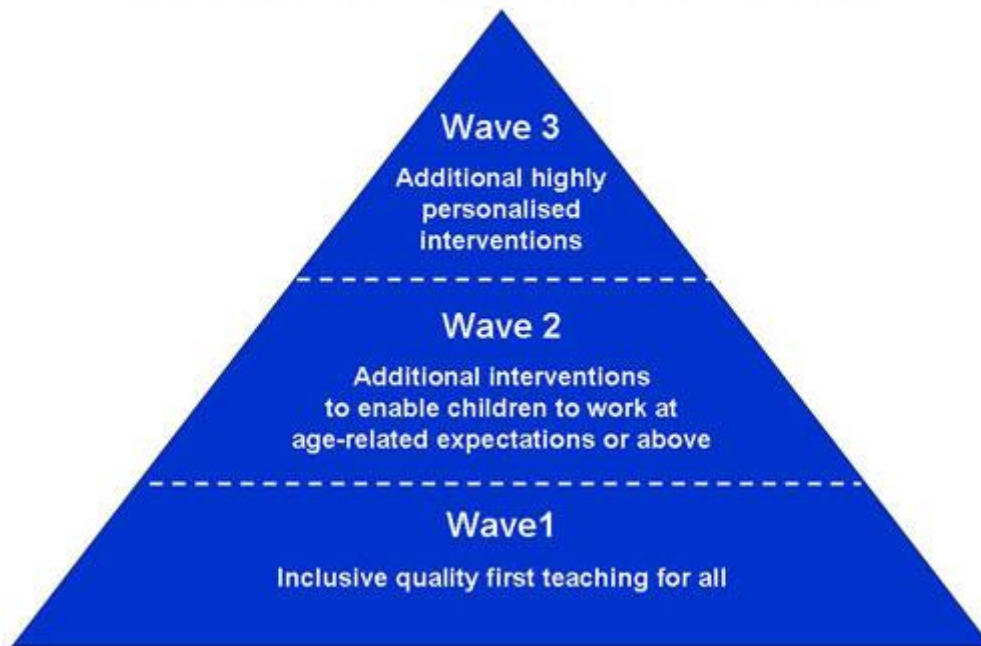 Wave 3
Additional highly
personalised
interventions
Wave 2
Additional interventions
to enable children to work at
age-related expectations or above
Wave1
Inclusive quality first teaching for all